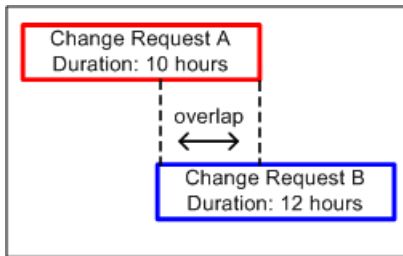 Change Request A
Duration: 10 hours
overlap
Change Request B
Duration: 12 hours